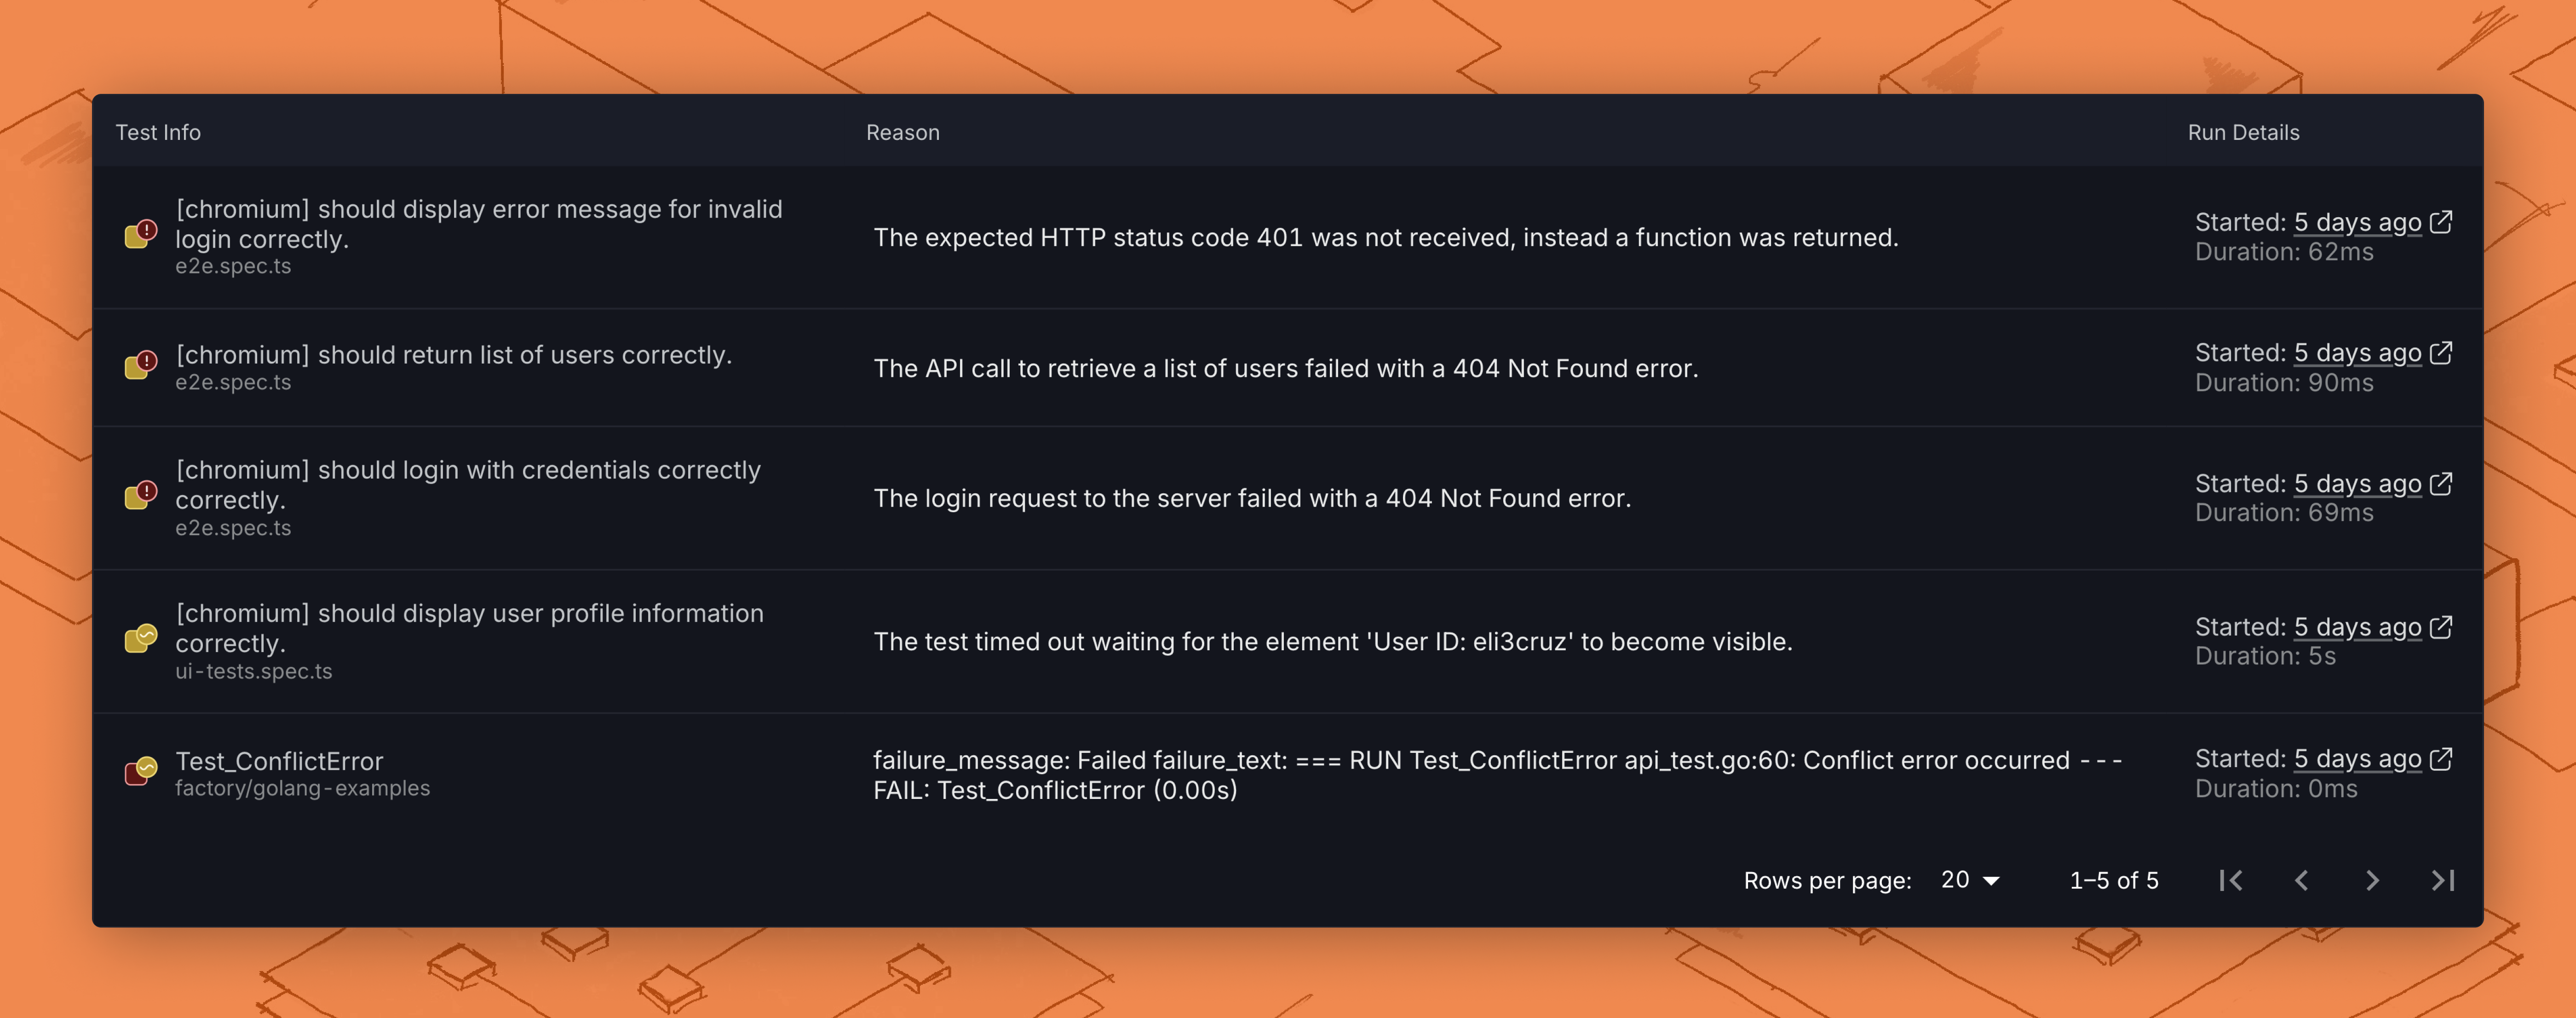 Test Info
Reason
Run Details
[chromium] should display error message for invalid
login correctly.
e2e.spec.ts
The expected HTTP status code 401 was not received, instead a function was returned.
Started: 5 days ago
Duration: 62ms
[chromium] should return list of users correctly.
e2e.spec.ts
The API call to retrieve a list of users failed with a 404 Not Found error.
Started: 5 days ago
Duration: 90ms
[chromium] should login with credentials correctly
correctly.
e2e.spec.ts
The login request to the server failed with a 404 Not Found error.
Started: 5 days ago
Duration: 69ms
[chromium] should display user profile information
correctly.
ui-tests.spec.ts
The test timed out waiting for the element 'User ID: eli3cruz' to become visible.
Started: 5 days ago
Duration: 5s
Test_ConflictError
factory/golang-examples
failure_message: Failed failure_text: === RUN Test_ConflictError api_test.go:60: Conflict error occurred ---
FAIL: Test_ConflictError (0.00s)
Started: 5 days ago
Duration: 0ms
Rows per page: 20
1–5 of 5